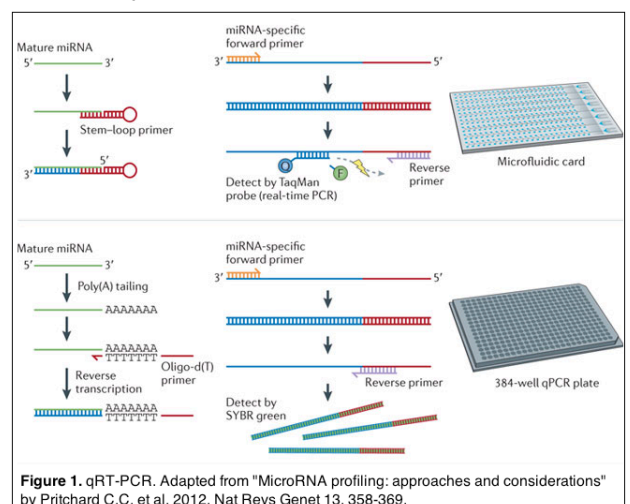 Mature miRNA
5′ 3′
Stem–loop primer
5′
3′
miRNA-specific
forward primer
3′ 5′
Q
F
Detect by TaqMan
probe (real-time PCR)
Reverse
primer
Microfluidic card
Mature miRNA
5′ 3′
Poly(A) tailing
AAAAAAA
AAAAAAA
TTTTTTT
Oligo-d(T)
primer
Reverse
transcription
AAAAAAA
TTTTTTT
miRNA-specific
forward primer
3′ 5′
Reverse primer
Detect by
SYBR green
384-well qPCR plate
Figure 1. qRT-PCR. Adapted from "MicroRNA profiling: approaches and considerations"
by Pritchard C.C. et al. 2012. Nat Revs Genet 13, 358-369.